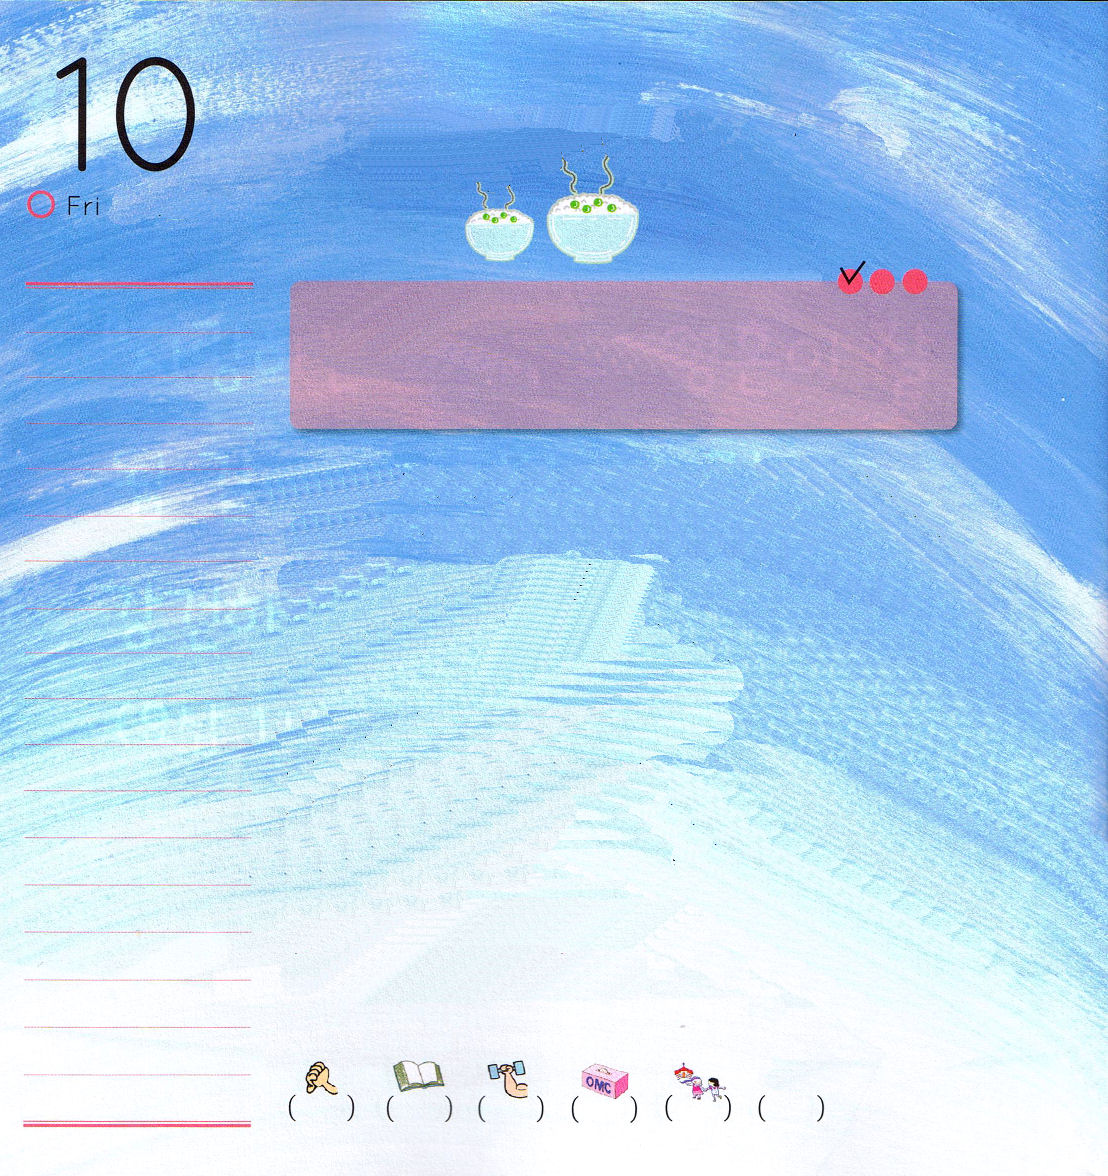 10
Fri
OMC
( ) ( ) ( ) ( ) ( ) ( )